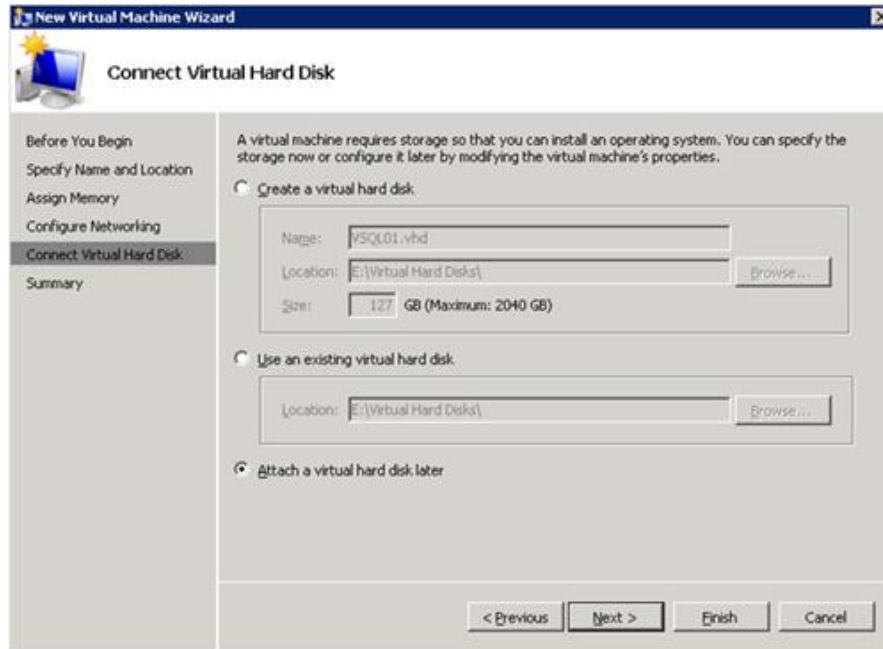 New Virtual Machine Wizard
Connect Virtual Hard Disk
Before You Begin
Specify Name and Location
Assign Memory
Configure Networking
Connect Virtual Hard Disk
Summary
A virtual machine requires storage so that you can install an operating system. You can specify the
storage now or configure it later by modifying the virtual machine's properties.
Create a virtual hard disk
Name: VSQL01.vhd
Location: E:\Virtual Hard Disks\ Browse...
Size: 127 GB (Maximum: 2040 GB)
Use an existing virtual hard disk
Location: E:\Virtual Hard Disks\ Browse...
Attach a virtual hard disk later
< Previous Next > Finish Cancel